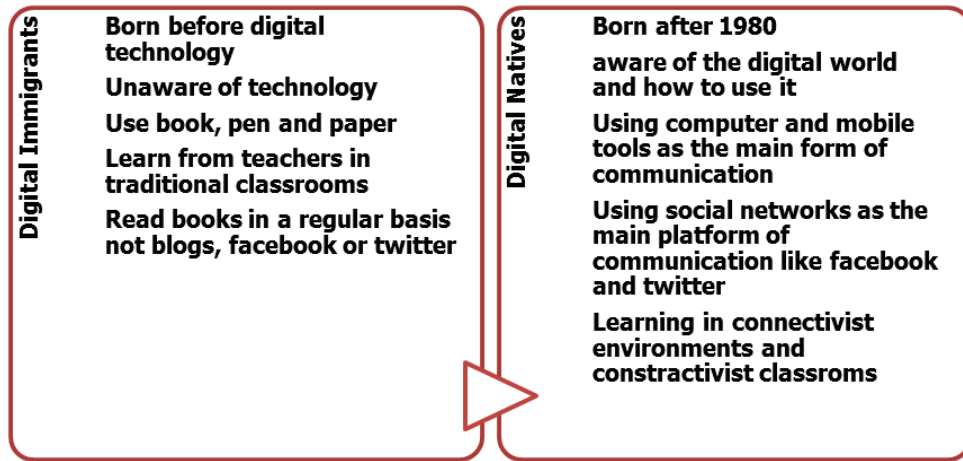 Digital Immigrants
Born before digital
technology
Unaware of technology
Use book, pen and paper
Learn from teachers in
traditional classrooms
Read books in a regular basis
not blogs, facebook or twitter
Digital Natives
Born after 1980
aware of the digital world
and how to use it
Using computer and mobile
tools as the main form of
communication
Using social networks as the
main platform of
communication like facebook
and twitter
Learning in connectivist
environments and
constractivist classroms